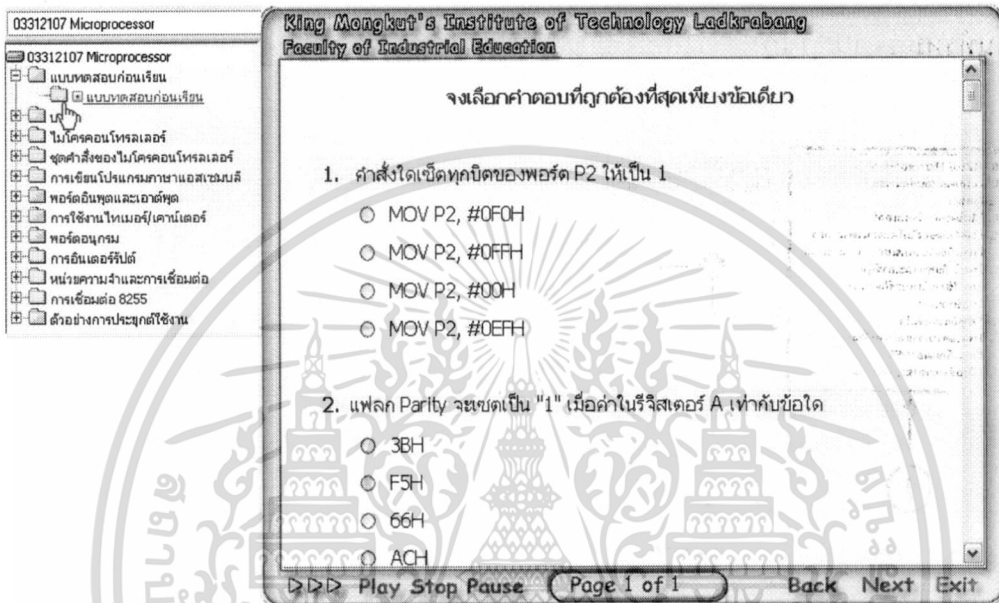 03312107 Microprocessor
03312107 Microprocessor
แบบทดสอบก่อนเรียน
แบบทดสอบก่อนเรียน
ไมโครคอนโทรลเลอร์
ชุดคำสั่งของไมโครคอนโทรลเลอร์
การเขียนโปรแกรมภาษาแอสเซมบลี
พอร์ตอินพุตและเอาต์พุต
การใช้งานไทเมอร์/เคาน์เตอร์
พอร์ตอนุกรม
การอินเตอร์รัปต์
หน่วยความจำและการเชื่อมต่อ
การเชื่อมต่อ 8255
ตัวอย่างการประยุกต์ใช้งาน
King Mongkut's Institute of Technology Ladkrabang
Faculty of Industrial Education
จงเลือกคำตอบที่ถูกต้องที่สุดเพียงข้อเดียว
1. คำสั่งใดเซ็ตทุกบิตของพอร์ต P2 ให้เป็น 1
MOV P2, #0F0H
MOV P2, #0FFH
MOV P2, #00H
MOV P2, #0EFH
2. แฟลก Parity จะเซตเป็น "1" เมื่อค่าในรีจิสเตอร์ A เท่ากับข้อใด
3BH
F5H
66H
ACH
Play Stop Pause Page 1 of 1 Back Next Exit